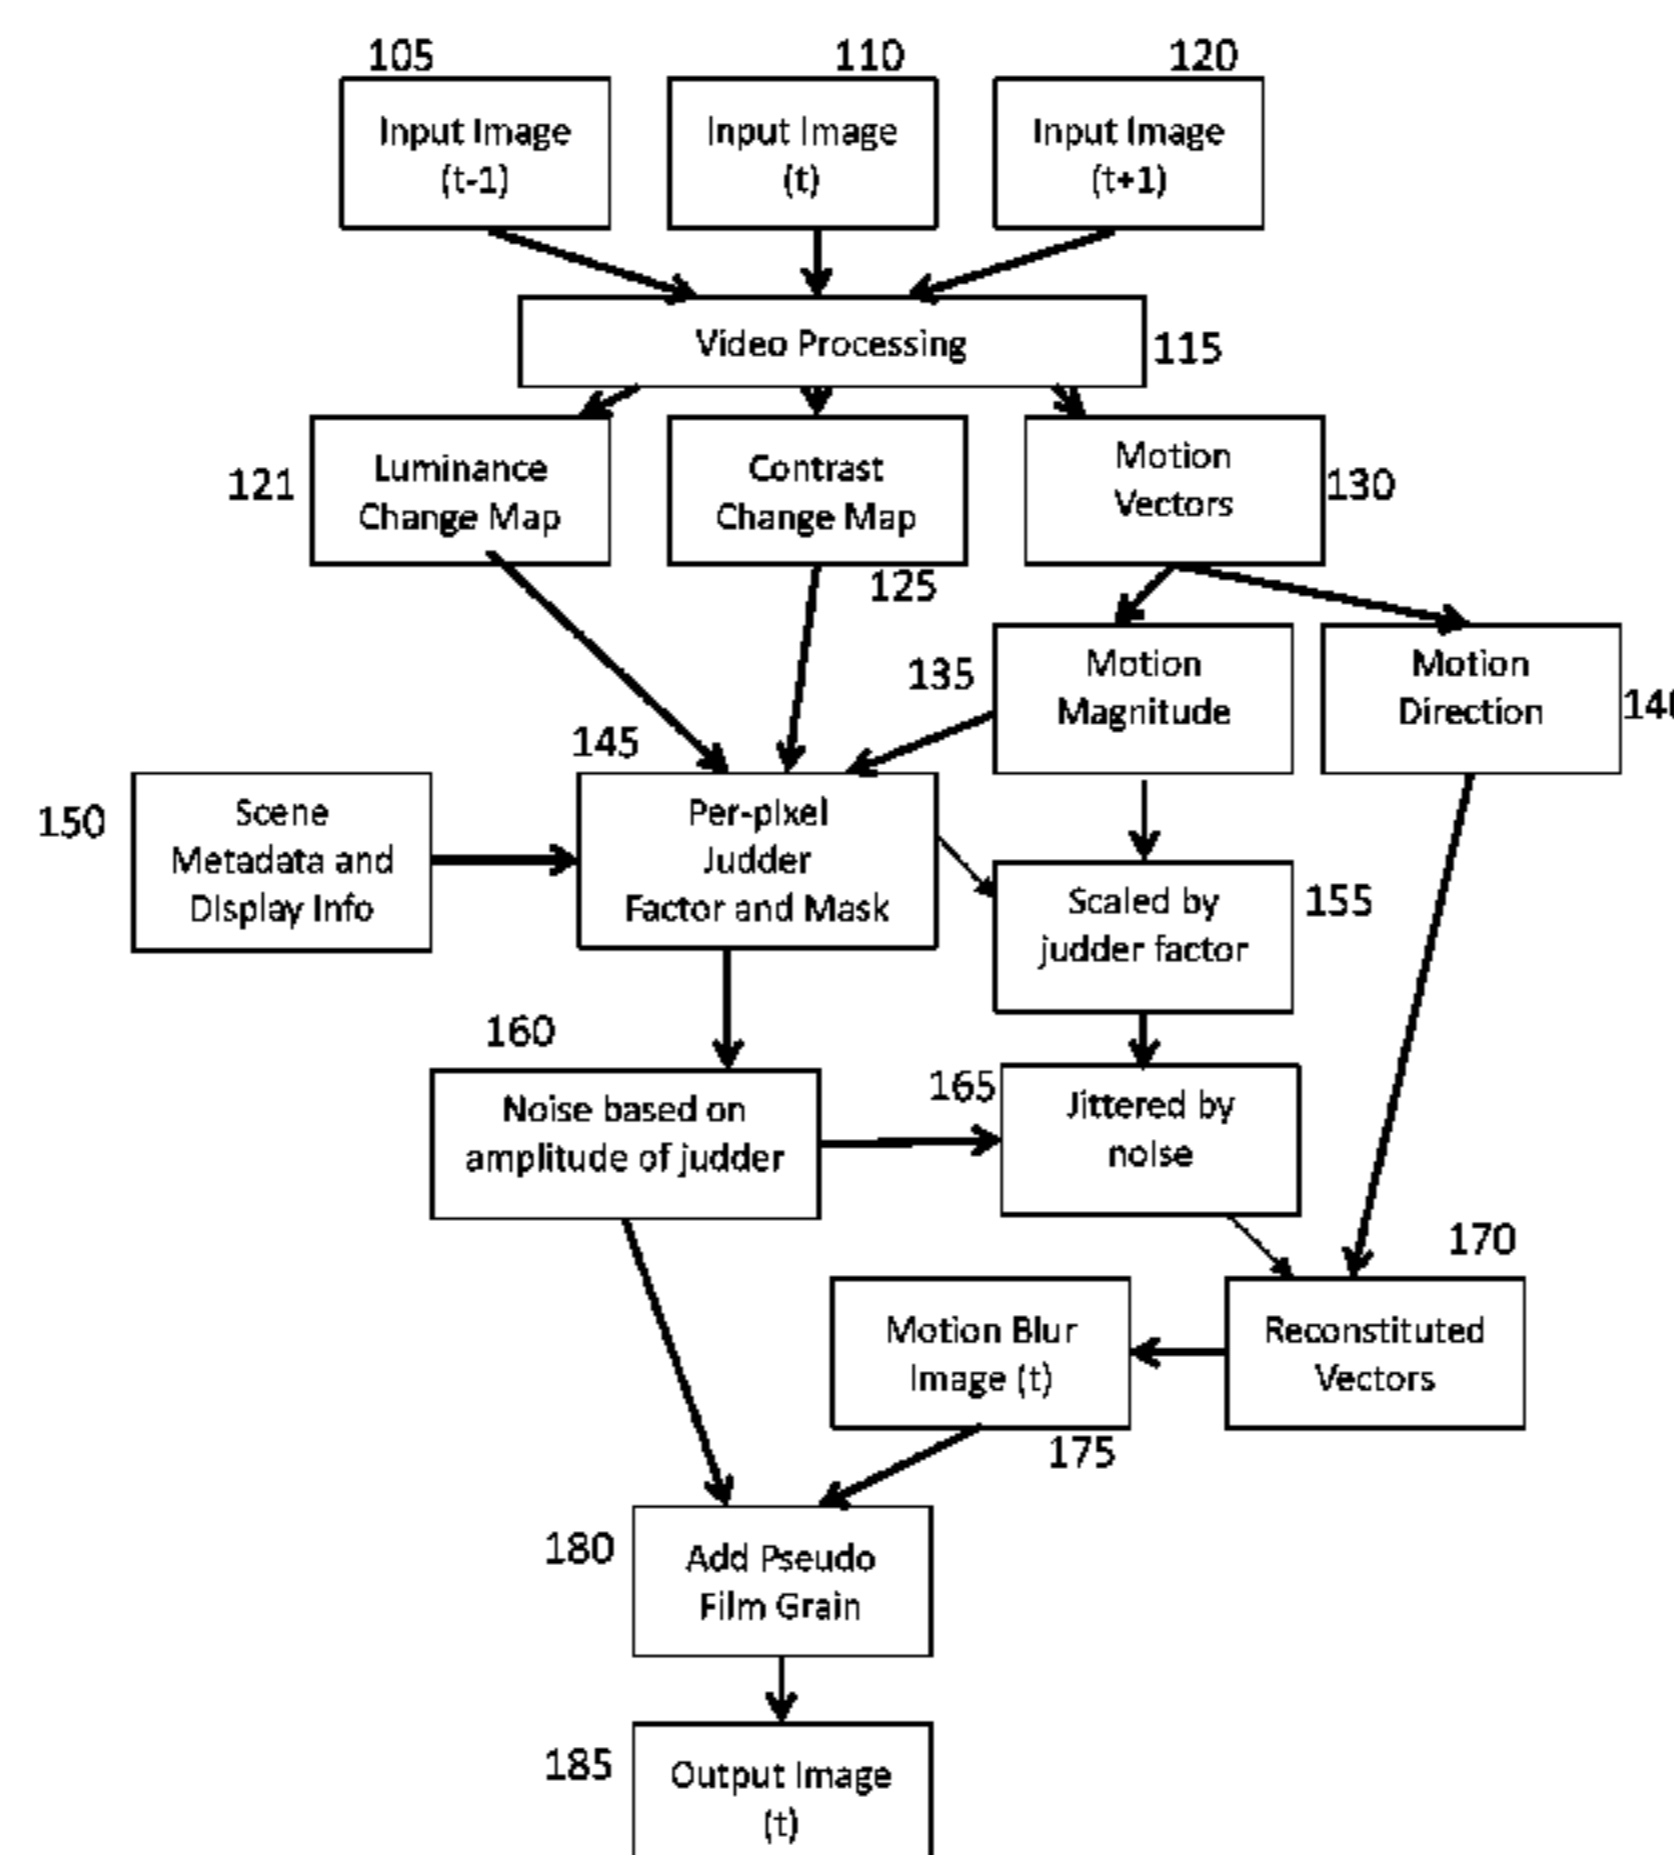 105
110
120
Input Image
(t-1)
Input Image
(t)
Input Image
(t+1)
Video Processing
115
121
Luminance
Change Map
Contrast
Change Map
125
Motion
Vectors
130
135
Motion
Magnitude
Motion
Direction
145
150
Scene
Metadata and
Display Info
Per-pixel
Judder
Factor and Mask
Scaled by
judder factor
155
160
Noise based on
amplitude of judder
165
Jittered by
noise
170
Motion Blur
Image (t)
175
Reconstituted
Vectors
180
Add Pseudo
Film Grain
185
Output Image
(t)